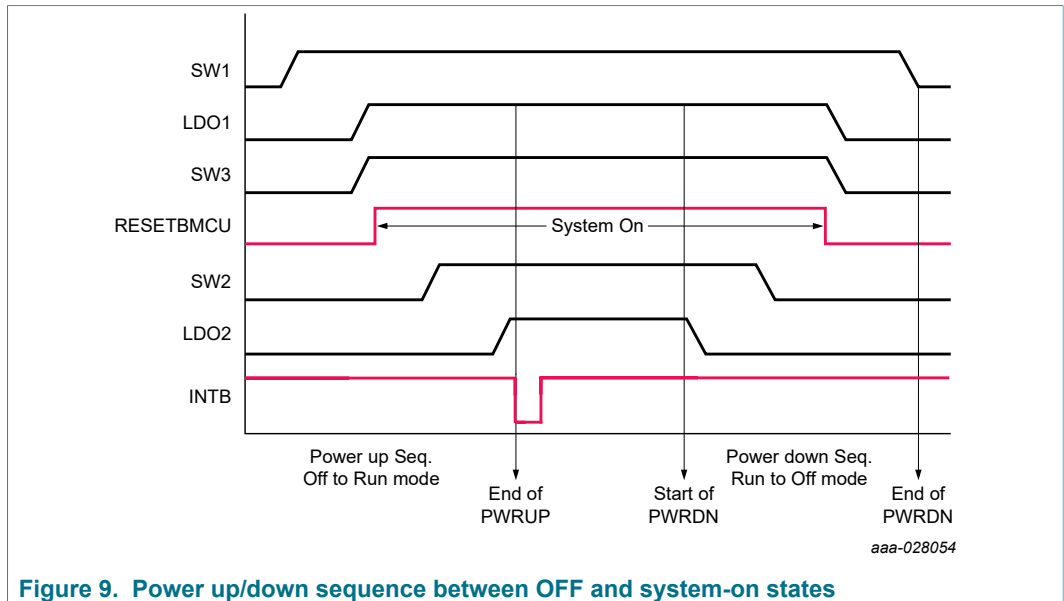 SW1
LDO1
SW3
RESETBMCU
System On
SW2
LDO2
INTB
Power up Seq.
Off to Run mode
End of
PWRUP
Start of
PWRDN
Power down Seq.
Run to Off mode
End of
PWRDN
aaa-028054
Figure 9. Power up/down sequence between OFF and system-on states